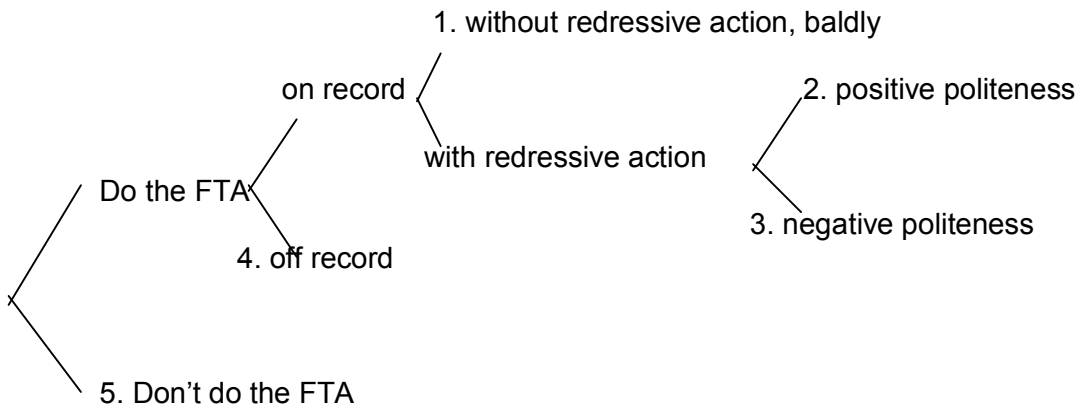 1. without redressive action, baldly
on record
2. positive politeness
with redressive action
Do the FTA
3. negative politeness
4. off record
5. Don’t do the FTA